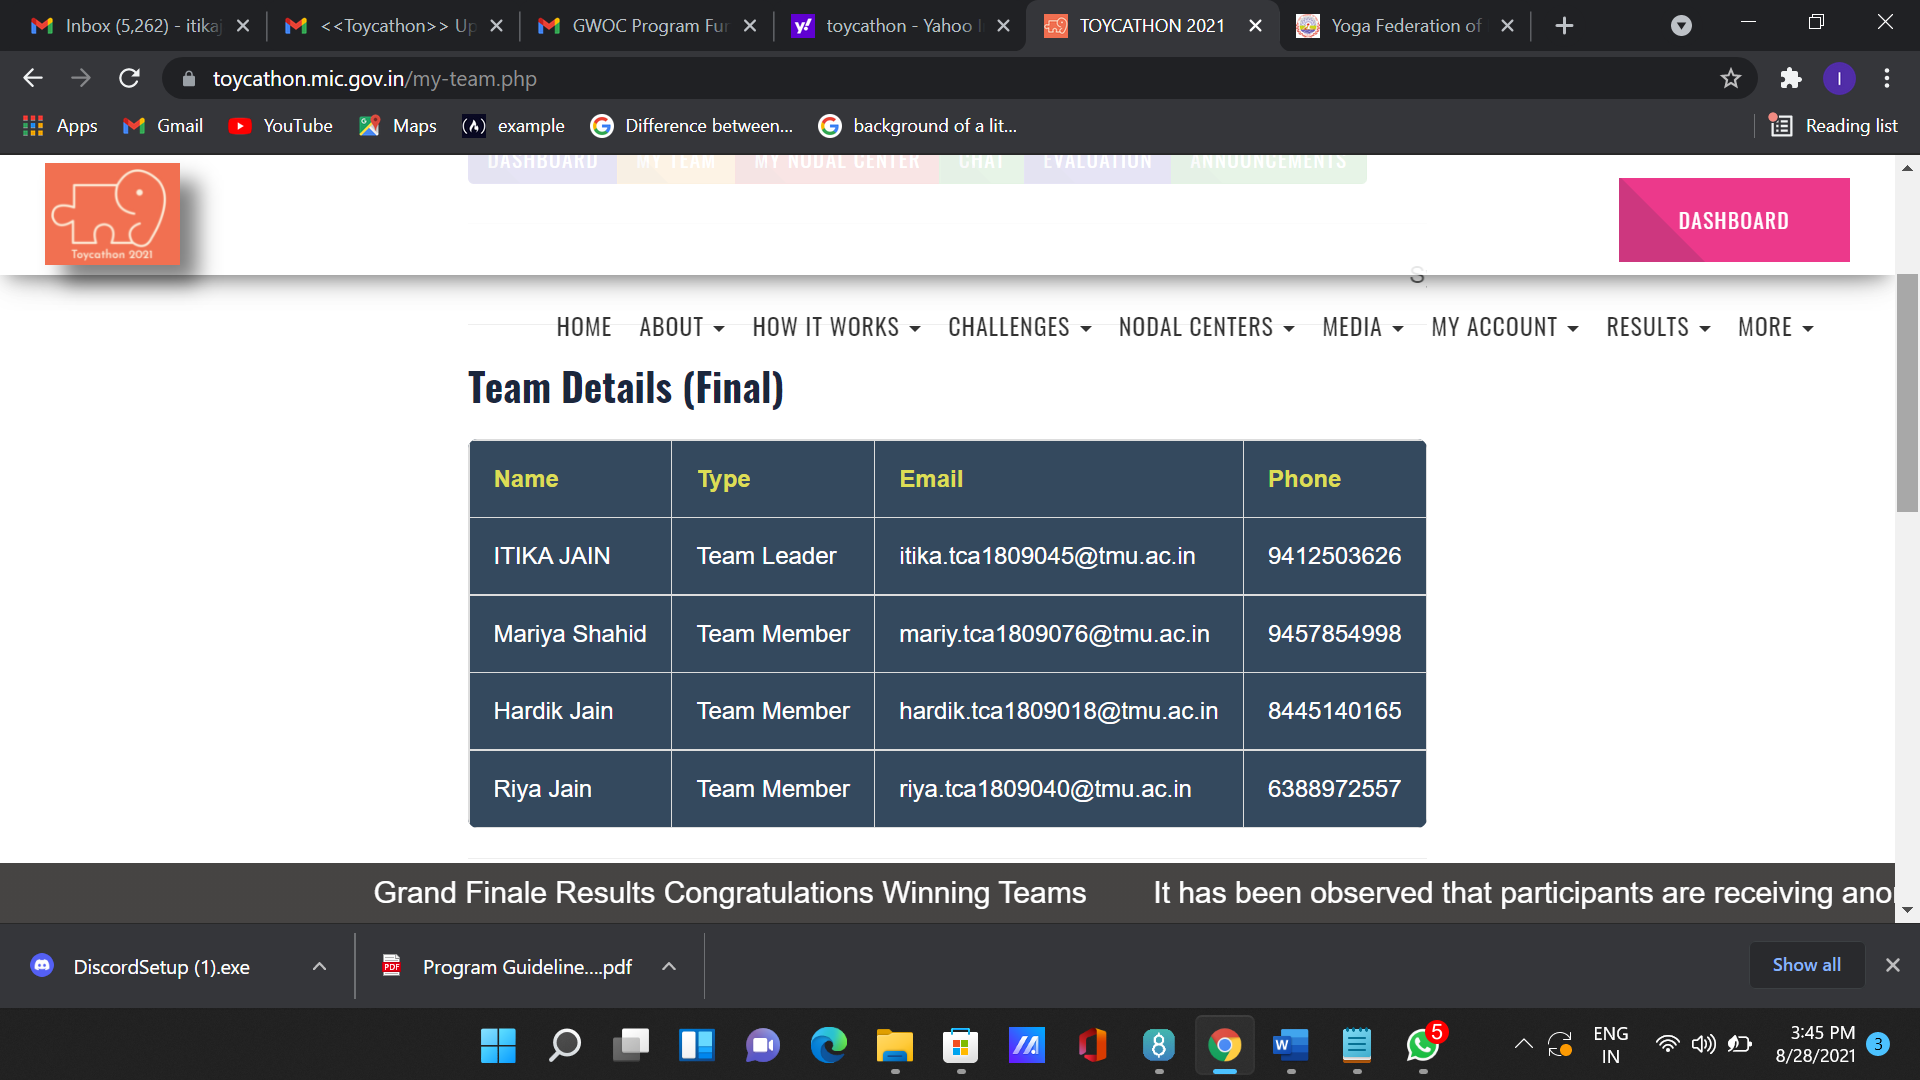 Inbox (5,262) - itikaj
<<Toycathon>> Up
GWOC Program Fun
toycathon - Yahoo I
TOYCATHON 2021
Yoga Federation of
toycathon.mic.gov.in/my-team.php
I
Apps
Gmail
YouTube
Maps
example
Difference between...
background of a lit...
Reading list
Toycathon 2021
DASHBOARD
MY TEAM
MY NODAL CENTER
CHAT
EVALUATION
ANNOUNCEMENTS
DASHBOARD
S
HOME
ABOUT
HOW IT WORKS
CHALLENGES
NODAL CENTERS
MEDIA
MY ACCOUNT
RESULTS
MORE
Team Details (Final)
Name Type Email Phone
ITIKA JAIN Team Leader itika.tca1809045@tmu.ac.in 9412503626
Mariya Shahid Team Member mariy.tca1809076@tmu.ac.in 9457854998
Hardik Jain Team Member hardik.tca1809018@tmu.ac.in 8445140165
Riya Jain Team Member riya.tca1809040@tmu.ac.in 6388972557
Grand Finale Results Congratulations Winning Teams
It has been observed that participants are receiving ano
DiscordSetup (1).exe
PDF
Program Guideline....pdf
Show all
5
ENG
IN
3:45 PM
8/28/2021
3